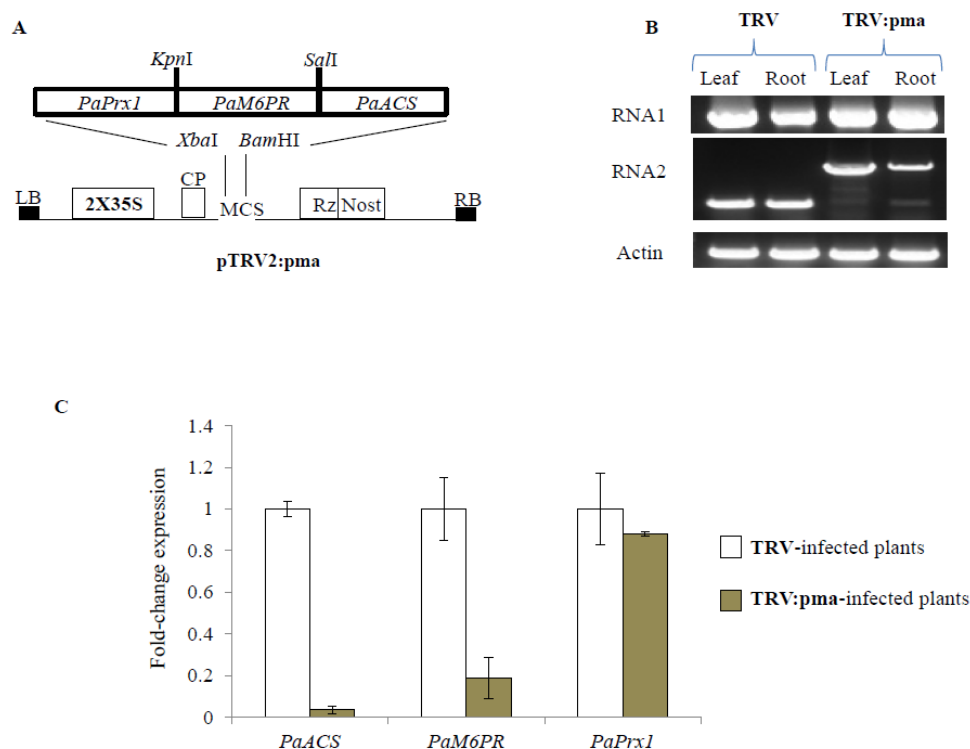 A
KpnI
SalI
PaPrx1
PaM6PR
PaACS
XbaI
BamHI
LB
2X35S
CP
MCS
Rz
Nost
RB
pTRV2:pma
B
TRV
TRV:pma
Leaf
Root
Leaf
Root
RNA1
RNA2
Actin
C
Fold-change expression
1.4
1.2
1
0.8
0.6
0.4
0.2
0
PaACS
PaM6PR
PaPrx1
TRV-infected plants
TRV:pma-infected plants